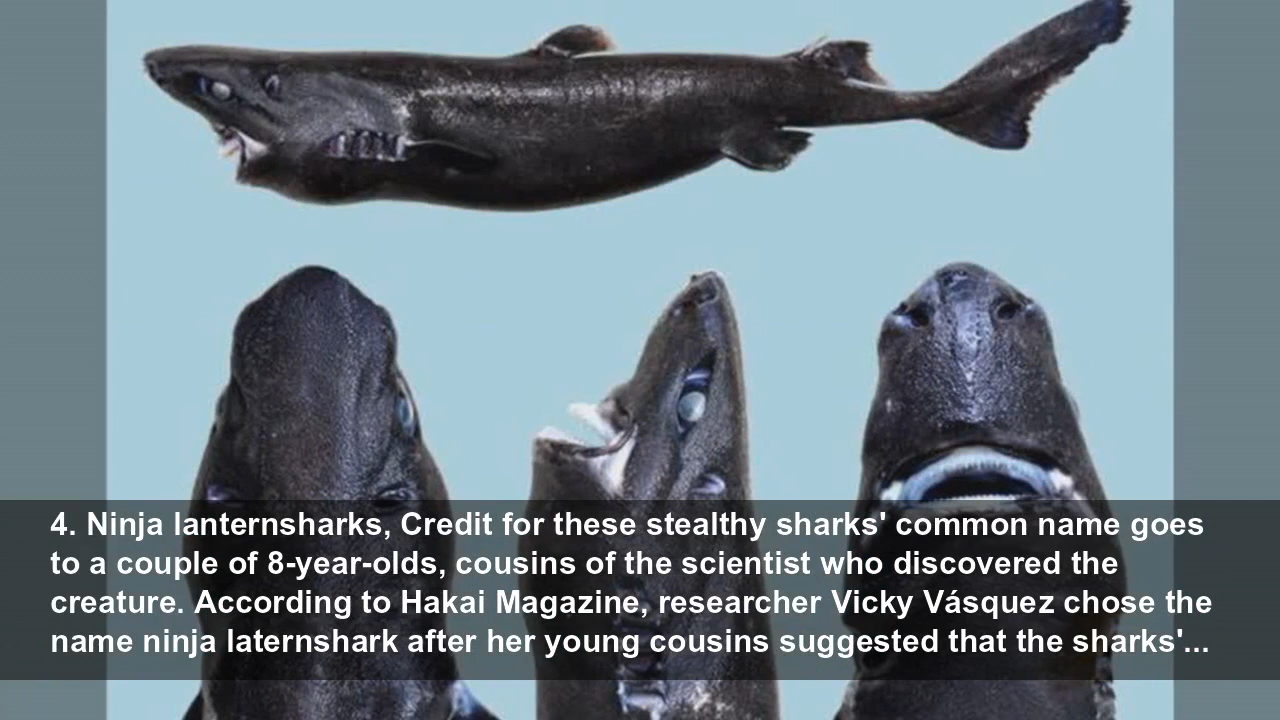 4. Ninja lanternsharks, Credit for these stealthy sharks' common name goes
to a couple of 8-year-olds, cousins of the scientist who discovered the
creature. According to Hakai Magazine, researcher Vicky Vásquez chose the
name ninja laternshark after her young cousins suggested that the sharks'...